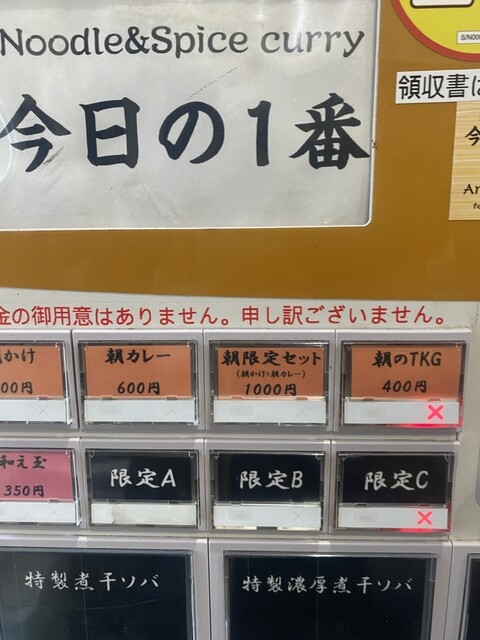 Noodle&Spice curry
今日の1番
領収書は
S/N000
今
金の御用意はありません。申し訳ございません。
朝カレー
600円
朝限定セット
(朝かけ+朝カレー)
1000円
朝のTKG
400円
かけ
00円
和え玉
350円
限定A
限定B
限定C
特製煮干ソバ
特製濃厚煮干ソバ